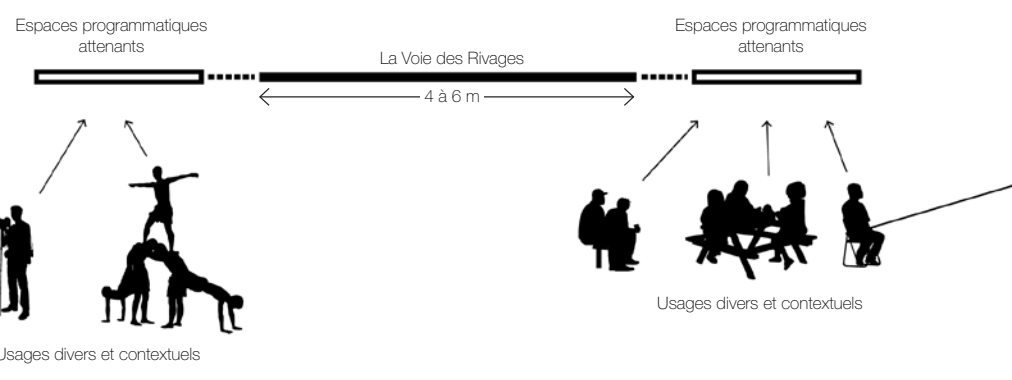 Espaces programmatiques
attenants
La Voie des Rivages
4 à 6 m
Espaces programmatiques
attenants
Usages divers et contextuels
Usages divers et contextuels